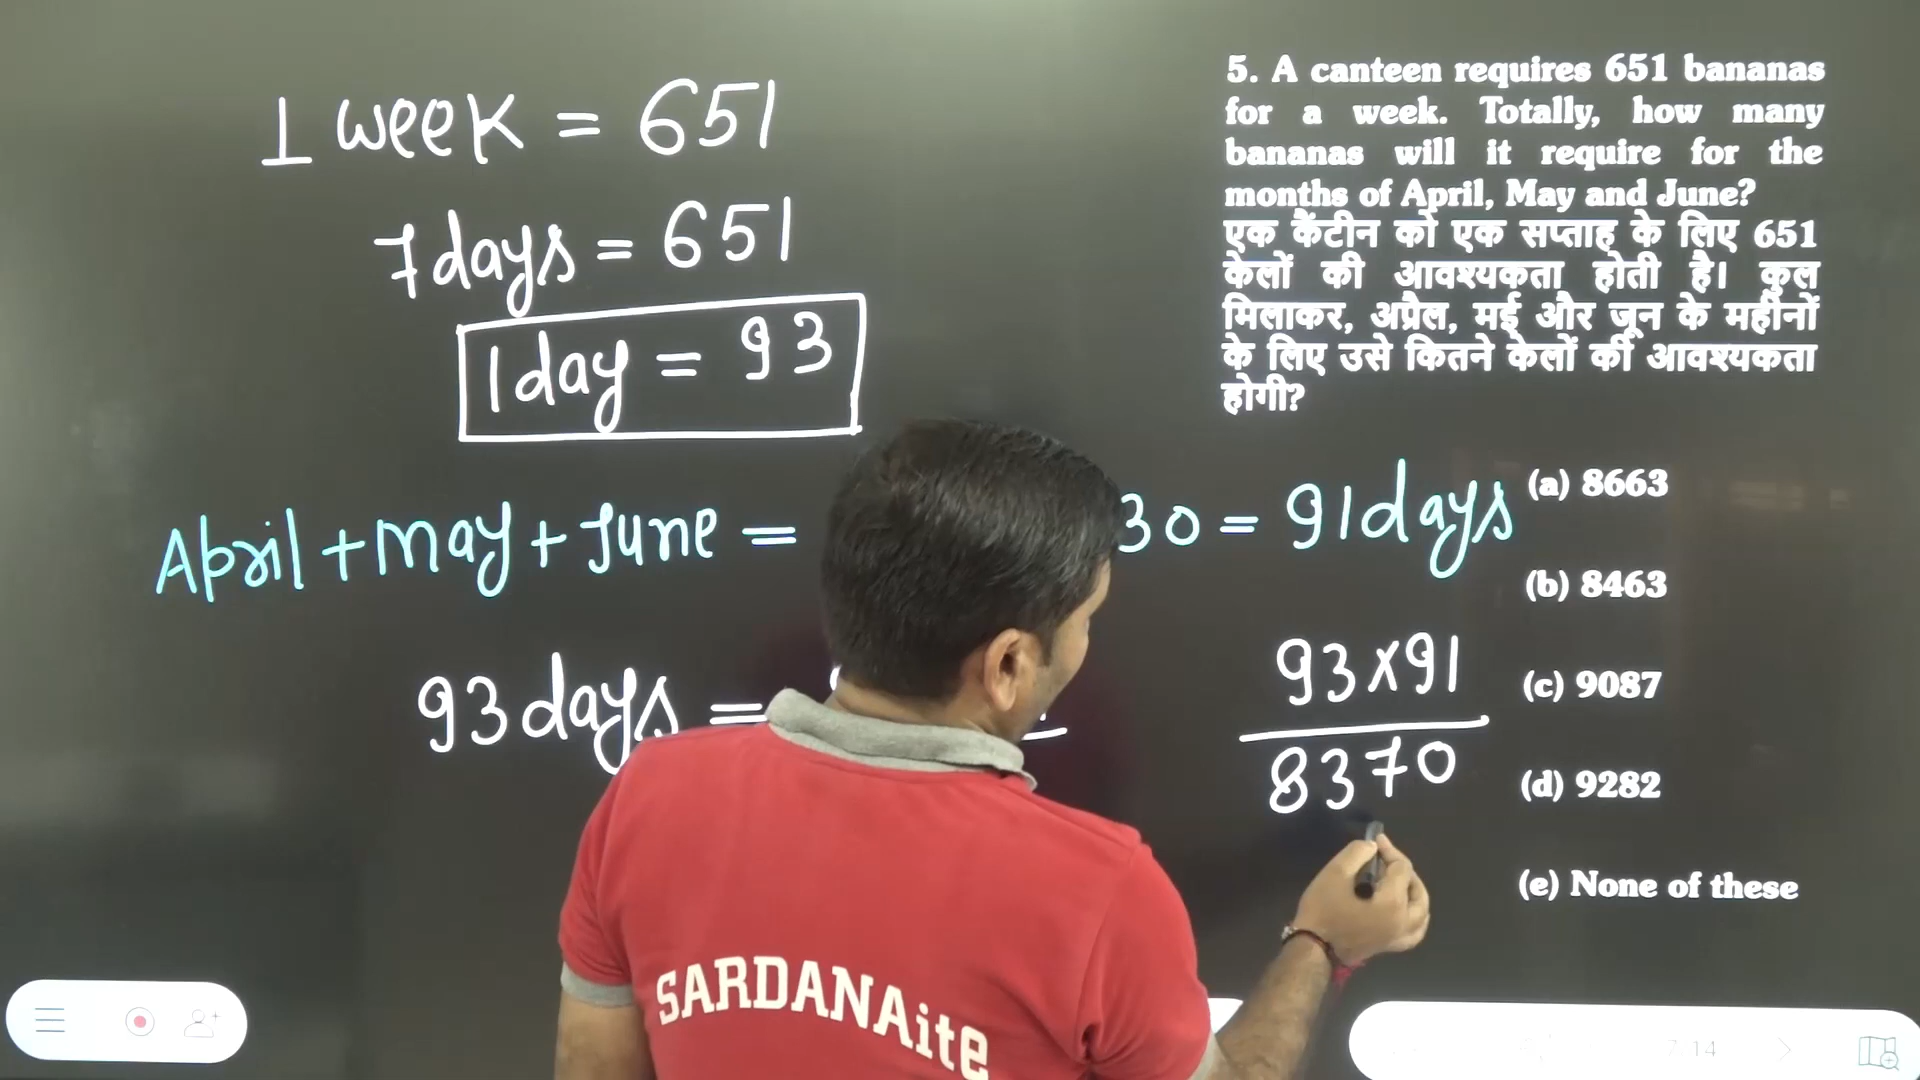 1 week = 651
7 days = 651
1 day = 93
April + May + June =
30 = 91 days
93 days =
93 x 91
8370
5. A canteen requires 651 bananas
for a week. Totally, how many
bananas will it require for the
months of April, May and June?
एक कैंटीन को एक सप्ताह के लिए 651
केलों की आवश्यकता होती है। कुल
मिलाकर, अप्रैल, मई और जून के महीनों
के लिए उसे कितने केलों की आवश्यकता
होगी?
(a) 8663
(b) 8463
(c) 9087
(d) 9282
(e) None of these
SARDANAite